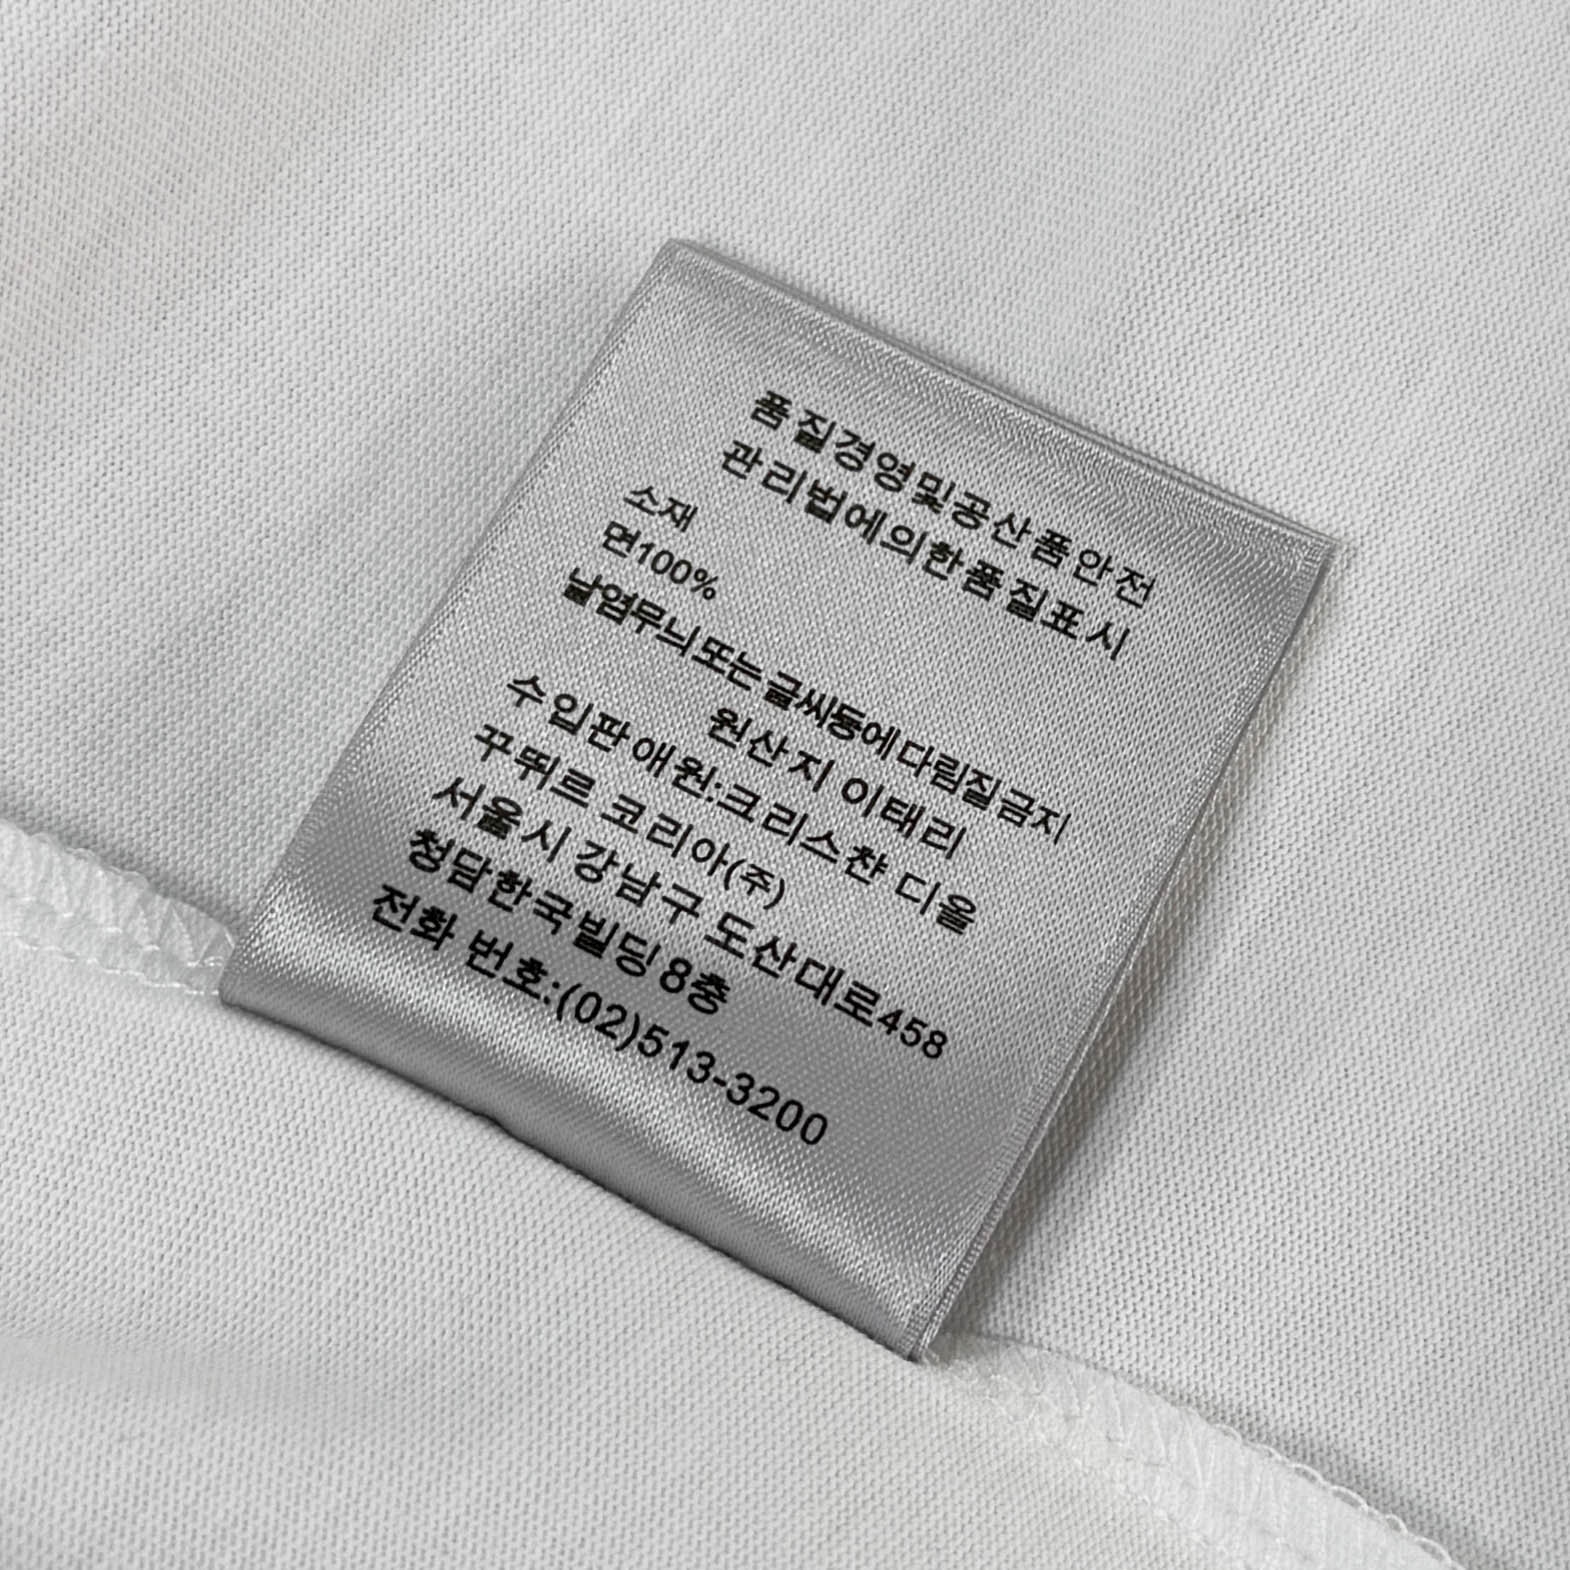 품질경영및공산품안전
관리법에의한품질표시
소재
면100%
날염무늬또는글씨등에다림질금지
원산지 이태리
수입판애원:크리스챤 디올
꾸뛰르 코리아(주)
서울시 강남구 도산대로458
청담한국빌딩8층
전화 번호:(02)513-3200